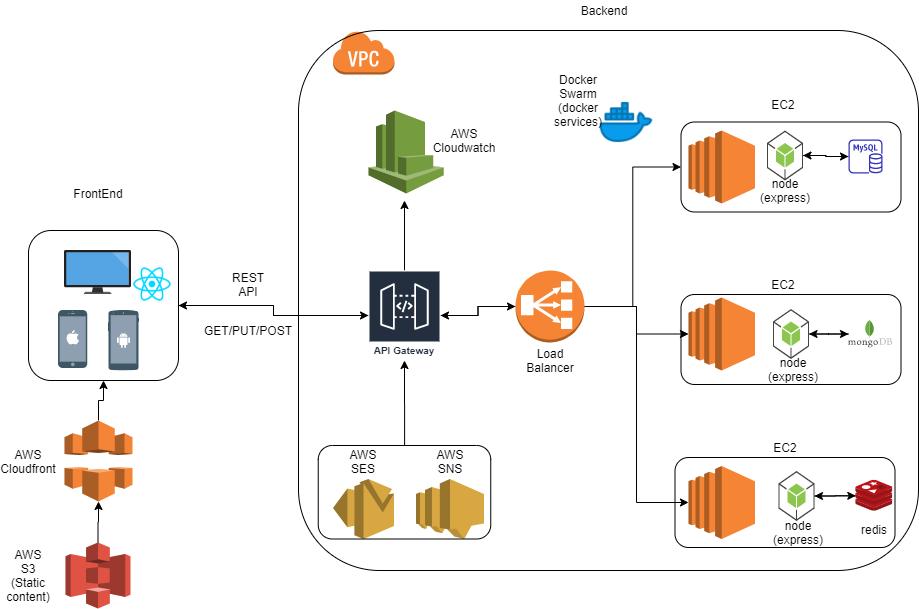 Backend
VPC
Docker
Swarm
(docker
services)
EC2
MySQL
node
(express)
AWS
Cloudwatch
FrontEnd
REST
API
GET/PUT/POST
API Gateway
Load
Balancer
EC2
mongoDB
node
(express)
AWS
Cloudfront
AWS
SES
AWS
SNS
EC2
node
(express)
redis
AWS
S3
(Static
content)